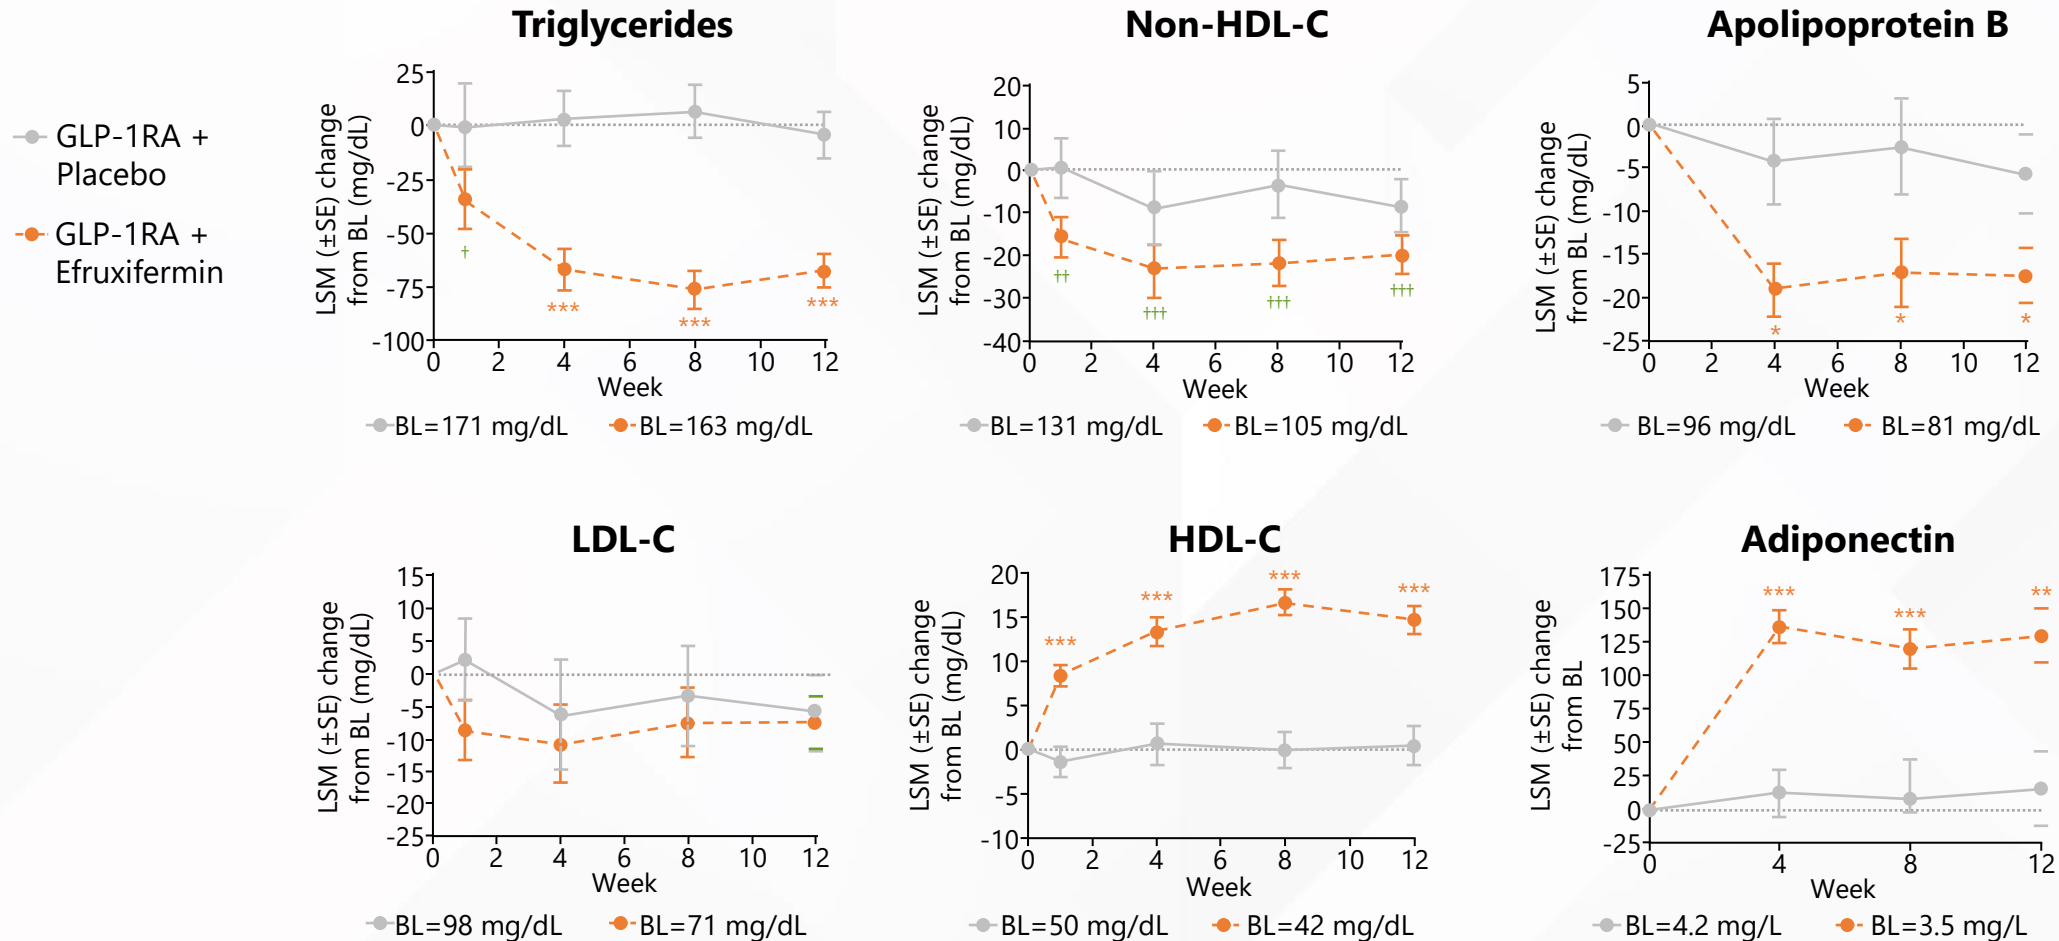 Triglycerides
Non-HDL-C
Apolipoprotein B
GLP-1RA +
Placebo
GLP-1RA +
Efruxifermin
LSM (±SE) change
from BL (mg/dL)
25
0
-25
-50
-75
-100
†
***
***
***
0
2
4
6
8
10
12
Week
BL=171 mg/dL
BL=163 mg/dL
LSM (±SE) change
from BL (mg/dL)
20
10
0
-10
-20
-30
-40
††
†††
†††
†††
0
2
4
6
8
10
12
Week
BL=131 mg/dL
BL=105 mg/dL
LSM (±SE) change
from BL (mg/dL)
5
0
-5
-10
-15
-20
-25
*
*
*
0
2
4
6
8
10
12
Week
BL=96 mg/dL
BL=81 mg/dL
LDL-C
HDL-C
Adiponectin
LSM (±SE) change
from BL (mg/dL)
15
10
5
0
-5
-10
-15
-20
-25
0
2
4
6
8
10
12
Week
BL=98 mg/dL
BL=71 mg/dL
LSM (±SE) change
from BL (mg/dL)
20
15
10
5
0
-5
-10
***
***
***
***
0
2
4
6
8
10
12
Week
BL=50 mg/dL
BL=42 mg/dL
LSM (±SE) change
from BL
175
150
125
100
75
50
25
0
-25
***
***
**
0
4
8
12
Week
BL=4.2 mg/L
BL=3.5 mg/L